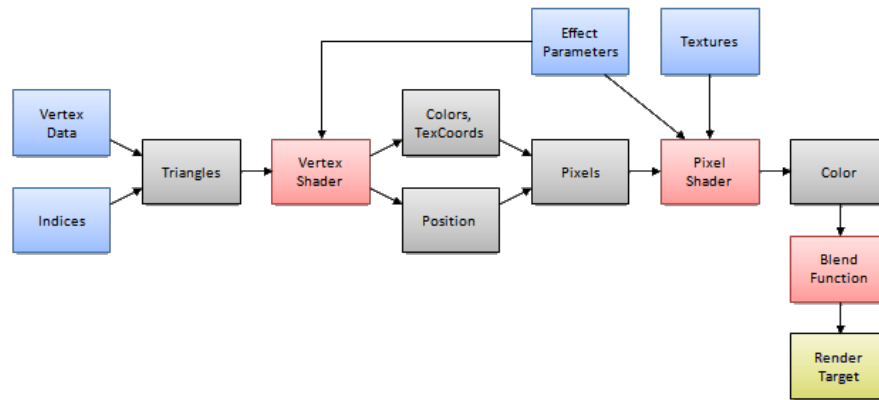 Effect
Parameters
Textures
Vertex
Data
Colors,
TexCoords
Triangles
Vertex
Shader
Pixels
Pixel
Shader
Color
Indices
Position
Blend
Function
Render
Target